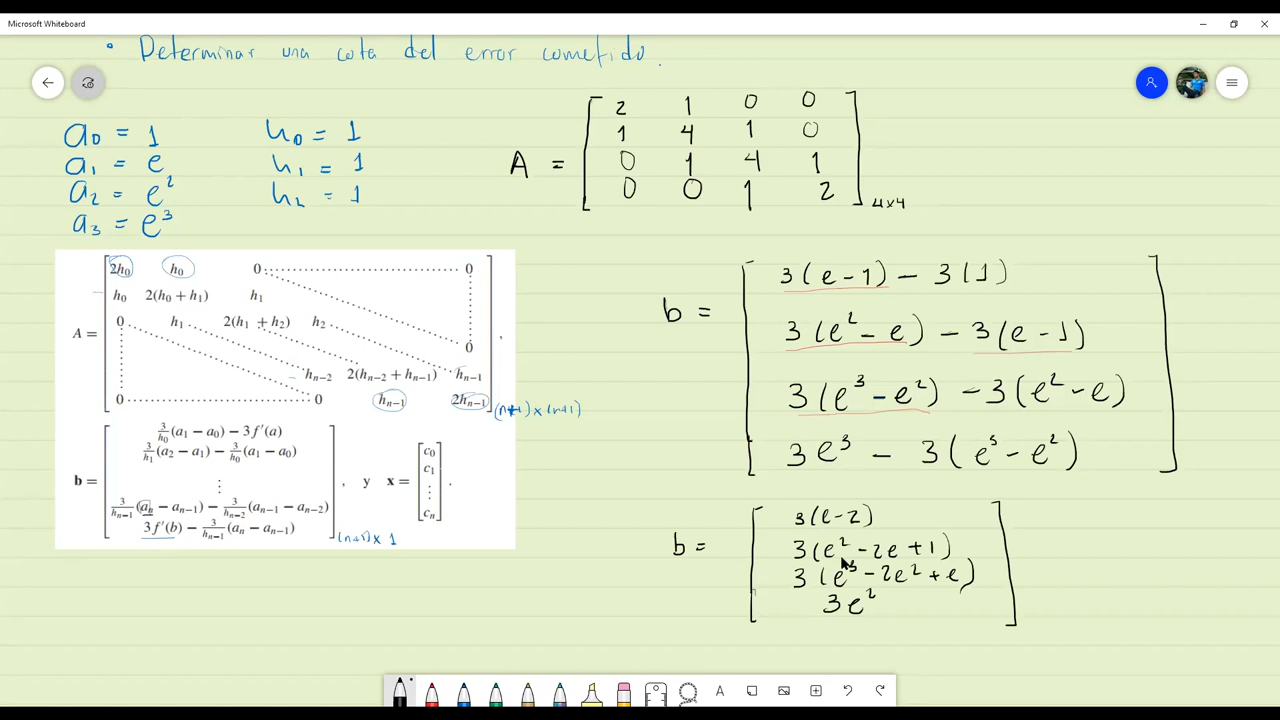 Microsoft Whiteboard
• Determinar una cota del error cometido.
a0 = 1 h0 = 1
a1 = e h1 = 1
a2 = e² h2 = 1
a3 = e³
A = [ 2 1 0 0
1 4 1 0
0 1 4 1
0 0 1 2 ] 4x4
2h0 h0 0 ........ 0
h0 2(h0 + h1) h1
A = 0 h1 2(h1 + h2) h2 ,
0
hn−2 2(hn−2 + hn−1) hn−1
0 ........ 0 hn−1 2hn−1 (n+1)x(n+1)
3/h0 (a1 − a0) − 3f′(a)
3/h1 (a2 − a1) − 3/h0 (a1 − a0)
b = ⋮ , y x = [ c0 c1 ⋮ cn ] .
3/hn−1 (an − an−1) − 3/hn−2 (an−1 − an−2)
3f′(b) − 3/hn−1 (an − an−1)
(n+1)x 1
b = [ 3(e-1) - 3(1)
3(e² - e) - 3(e - 1)
3(e³ - e²) - 3(e² - e)
3e³ - 3(e³ - e²) ]
b = [ 3(e-2)
3(e² - 2e + 1)
3(e³ - 2e² + e)
3e² ]
A